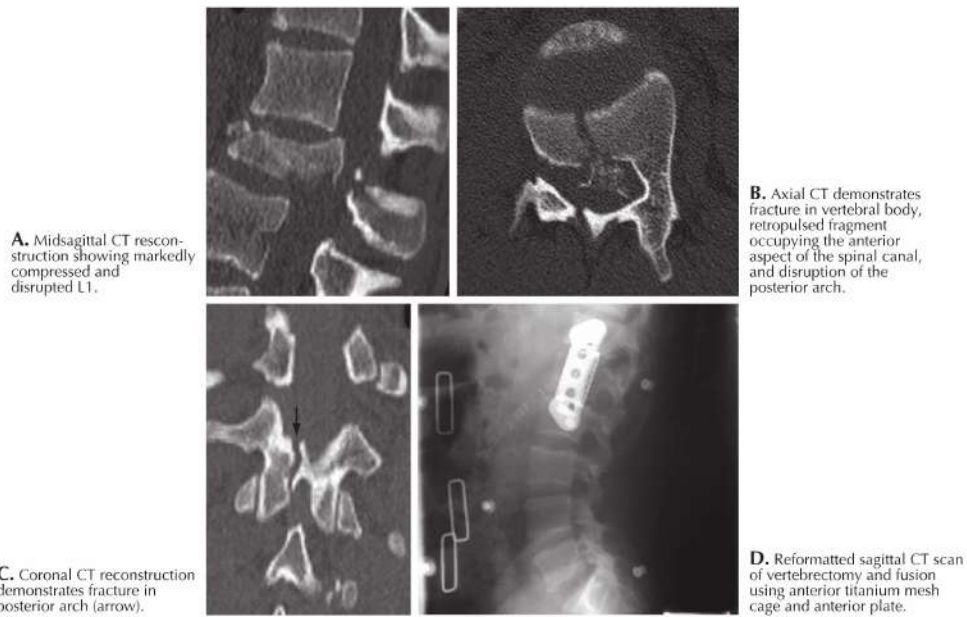 A. Midsagittal CT rescon-
struction showing markedly
compressed and
disrupted L1.
B. Axial CT demonstrates
fracture in vertebral body,
retropulsed fragment
occupying the anterior
aspect of the spinal canal,
and disruption of the
posterior arch.
C. Coronal CT reconstruction
demonstrates fracture in
posterior arch (arrow).
D. Reformatted sagittal CT scan
of vertebrectomy and fusion
using anterior titanium mesh
cage and anterior plate.